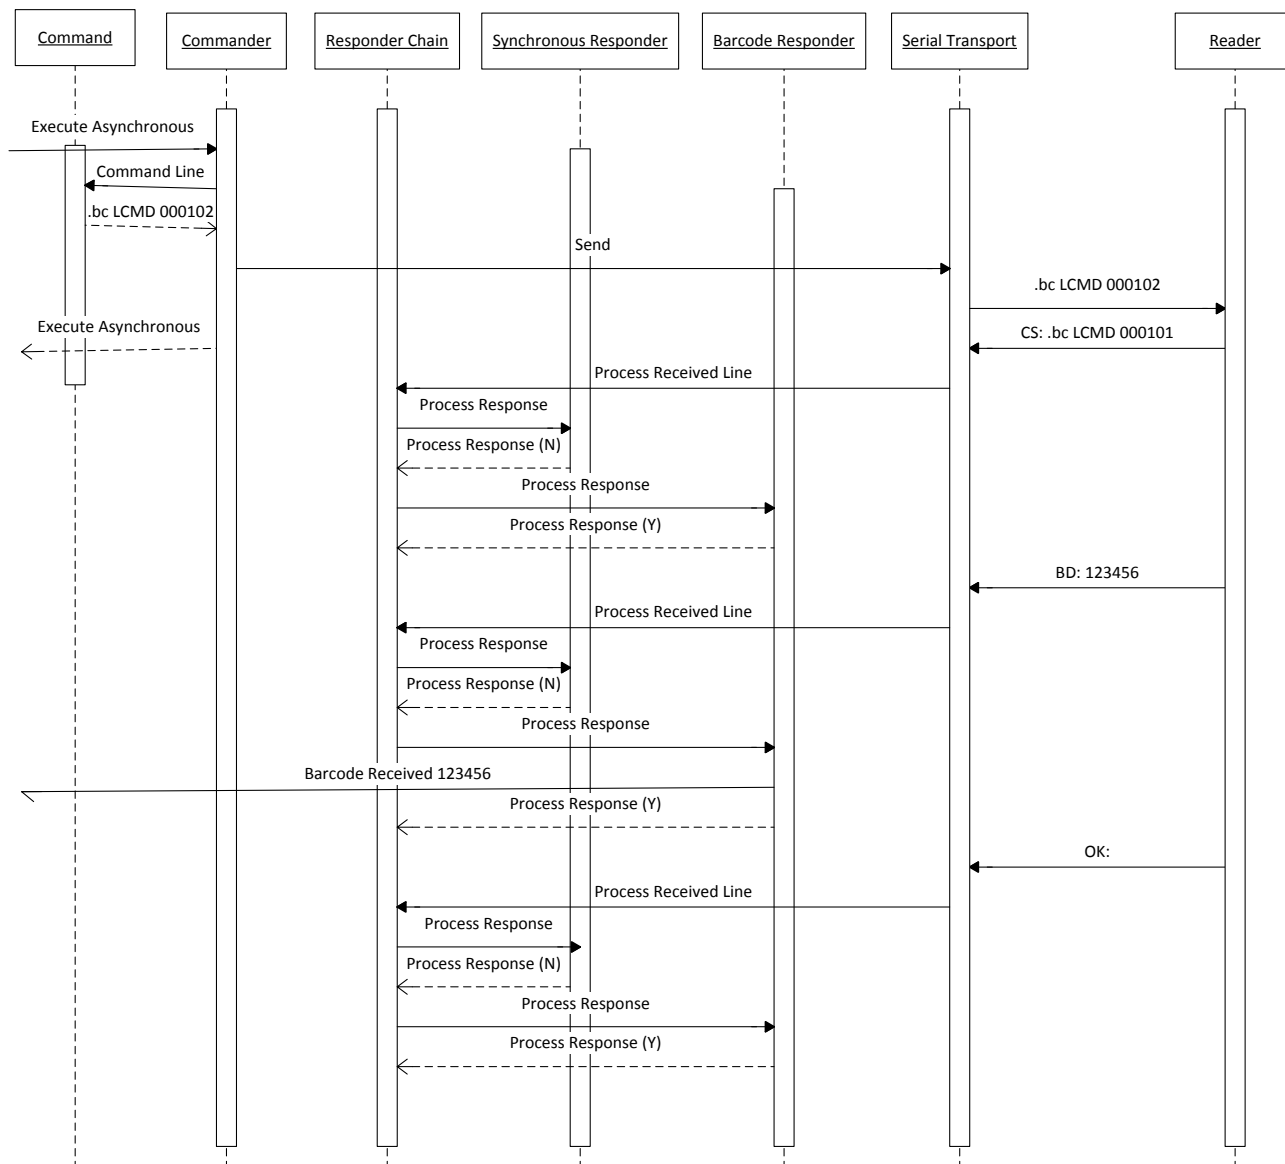 Command
Commander
Responder Chain
Synchronous Responder
Barcode Responder
Serial Transport
Reader
Execute Asynchronous
Command Line
.bc LCMD 000102
Send
.bc LCMD 000102
Execute Asynchronous
CS: .bc LCMD 000101
Process Received Line
Process Response
Process Response (N)
Process Response
Process Response (Y)
BD: 123456
Process Received Line
Process Response
Process Response (N)
Process Response
Barcode Received 123456
Process Response (Y)
OK:
Process Received Line
Process Response
Process Response (N)
Process Response
Process Response (Y)